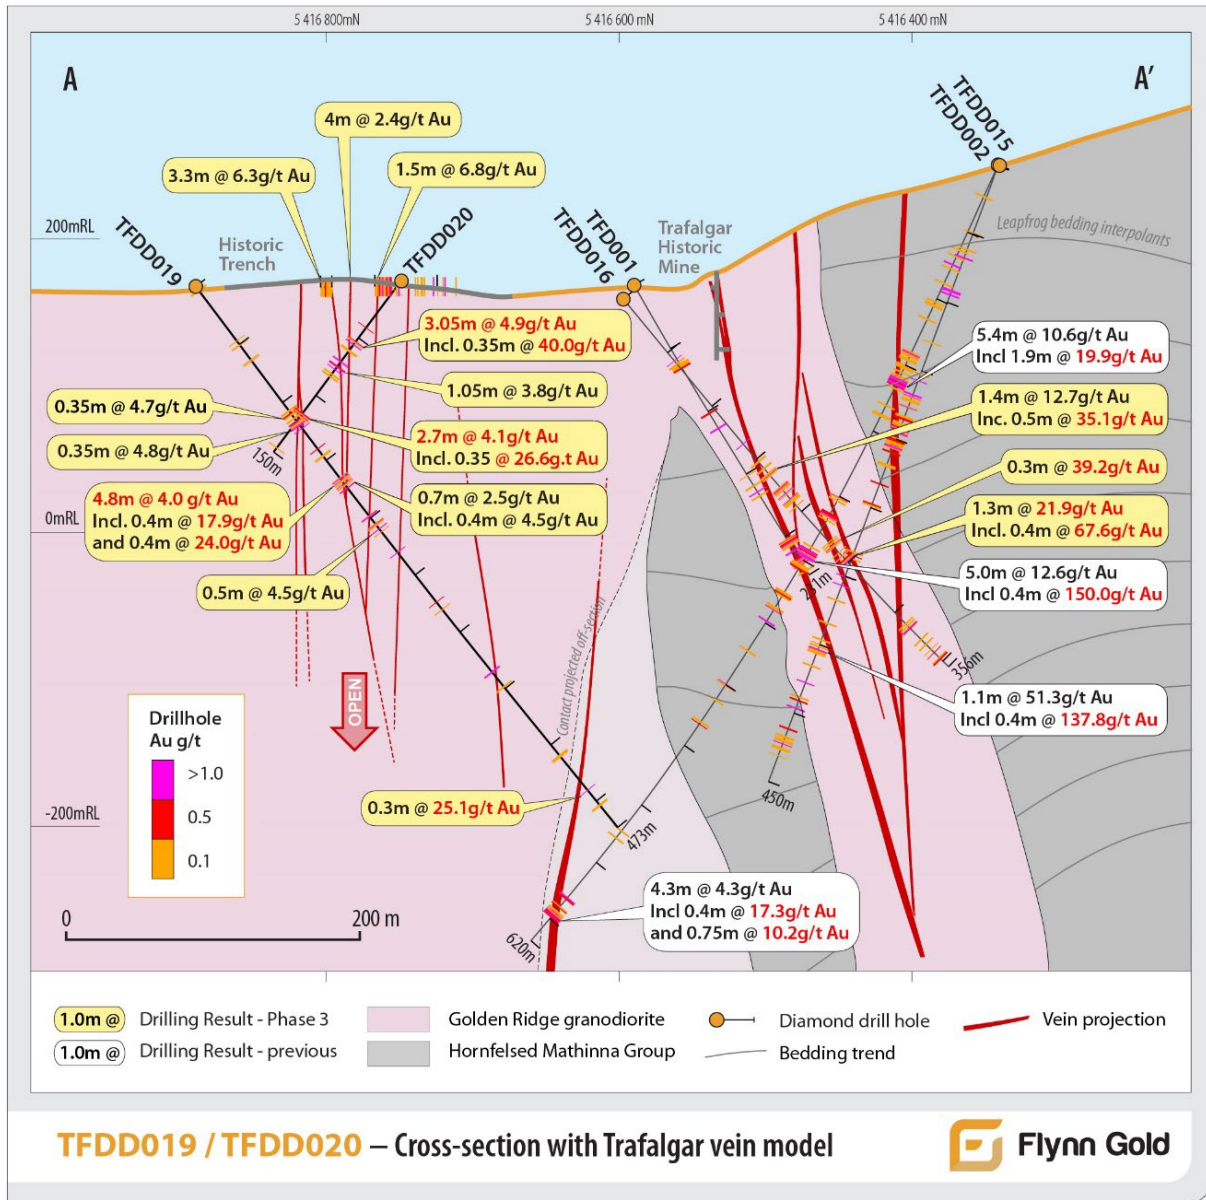 5 416 800mN
5 416 600 mN
5 416 400 mN
A
A'
4m @ 2.4g/t Au
3.3m @ 6.3g/t Au
1.5m @ 6.8g/t Au
200mRL
TFDD019
Historic
Trench
TFDD020
TFD001
TFDD016
Trafalgar
Historic
Mine
TFDD015
TFDD002
Leapfrog bedding interpolants
3.05m @ 4.9g/t Au
Incl. 0.35m @ 40.0g/t Au
1.05m @ 3.8g/t Au
0.35m @ 4.7g/t Au
0.35m @ 4.8g/t Au
150m
2.7m @ 4.1g/t Au
Incl. 0.35 @ 26.6g.t Au
4.8m @ 4.0 g/t Au
Incl. 0.4m @ 17.9g/t Au
and 0.4m @ 24.0g/t Au
0.7m @ 2.5g/t Au
Incl. 0.4m @ 4.5g/t Au
0mRL
0.5m @ 4.5g/t Au
5.4m @ 10.6g/t Au
Incl 1.9m @ 19.9g/t Au
1.4m @ 12.7g/t Au
Inc. 0.5m @ 35.1g/t Au
0.3m @ 39.2g/t Au
1.3m @ 21.9g/t Au
Incl. 0.4m @ 67.6g/t Au
5.0m @ 12.6g/t Au
Incl 0.4m @ 150.0g/t Au
231m
356m
1.1m @ 51.3g/t Au
Incl 0.4m @ 137.8g/t Au
Contact projected off-section
OPEN
Drillhole
Au g/t
>1.0
0.5
0.1
450m
-200mRL
0.3m @ 25.1g/t Au
473m
4.3m @ 4.3g/t Au
Incl 0.4m @ 17.3g/t Au
and 0.75m @ 10.2g/t Au
620m
0
200 m
1.0m @
Drilling Result - Phase 3
1.0m @
Drilling Result - previous
Golden Ridge granodiorite
Hornfelsed Mathinna Group
Diamond drill hole
Bedding trend
Vein projection
TFDD019 / TFDD020 – Cross-section with Trafalgar vein model
Flynn Gold